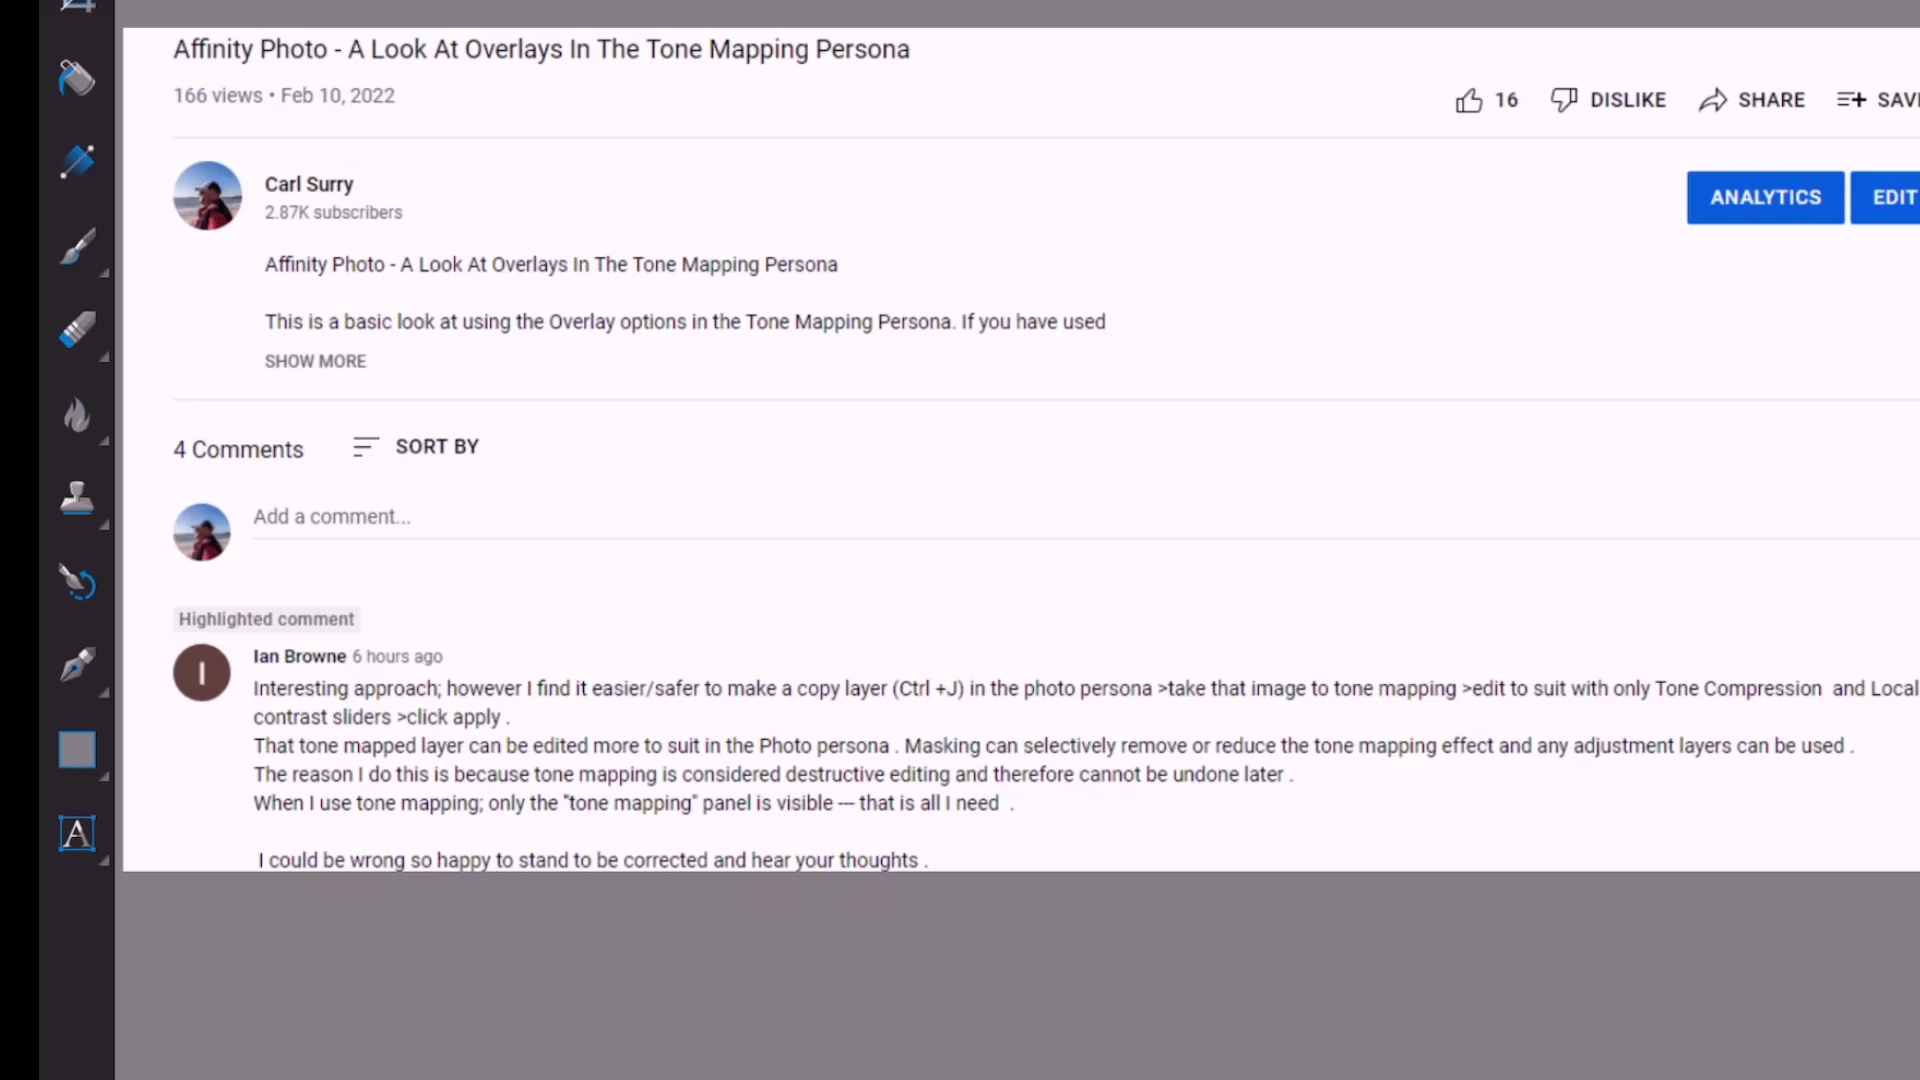 Affinity Photo - A Look At Overlays In The Tone Mapping Persona
166 views • Feb 10, 2022
16 DISLIKE SHARE
Carl Surry
2.87K subscribers
ANALYTICS EDIT
Affinity Photo - A Look At Overlays In The Tone Mapping Persona
This is a basic look at using the Overlay options in the Tone Mapping Persona. If you have used
SHOW MORE
4 Comments SORT BY
Add a comment...
Highlighted comment
I
Ian Browne 6 hours ago
Interesting approach; however I find it easier/safer to make a copy layer (Ctrl +J) in the photo persona >take that image to tone mapping >edit to suit with only Tone Compression and Local
contrast sliders >click apply .
That tone mapped layer can be edited more to suit in the Photo persona . Masking can selectively remove or reduce the tone mapping effect and any adjustment layers can be used .
The reason I do this is because tone mapping is considered destructive editing and therefore cannot be undone later .
When I use tone mapping; only the "tone mapping" panel is visible --- that is all I need .
I could be wrong so happy to stand to be corrected and hear your thoughts .
A